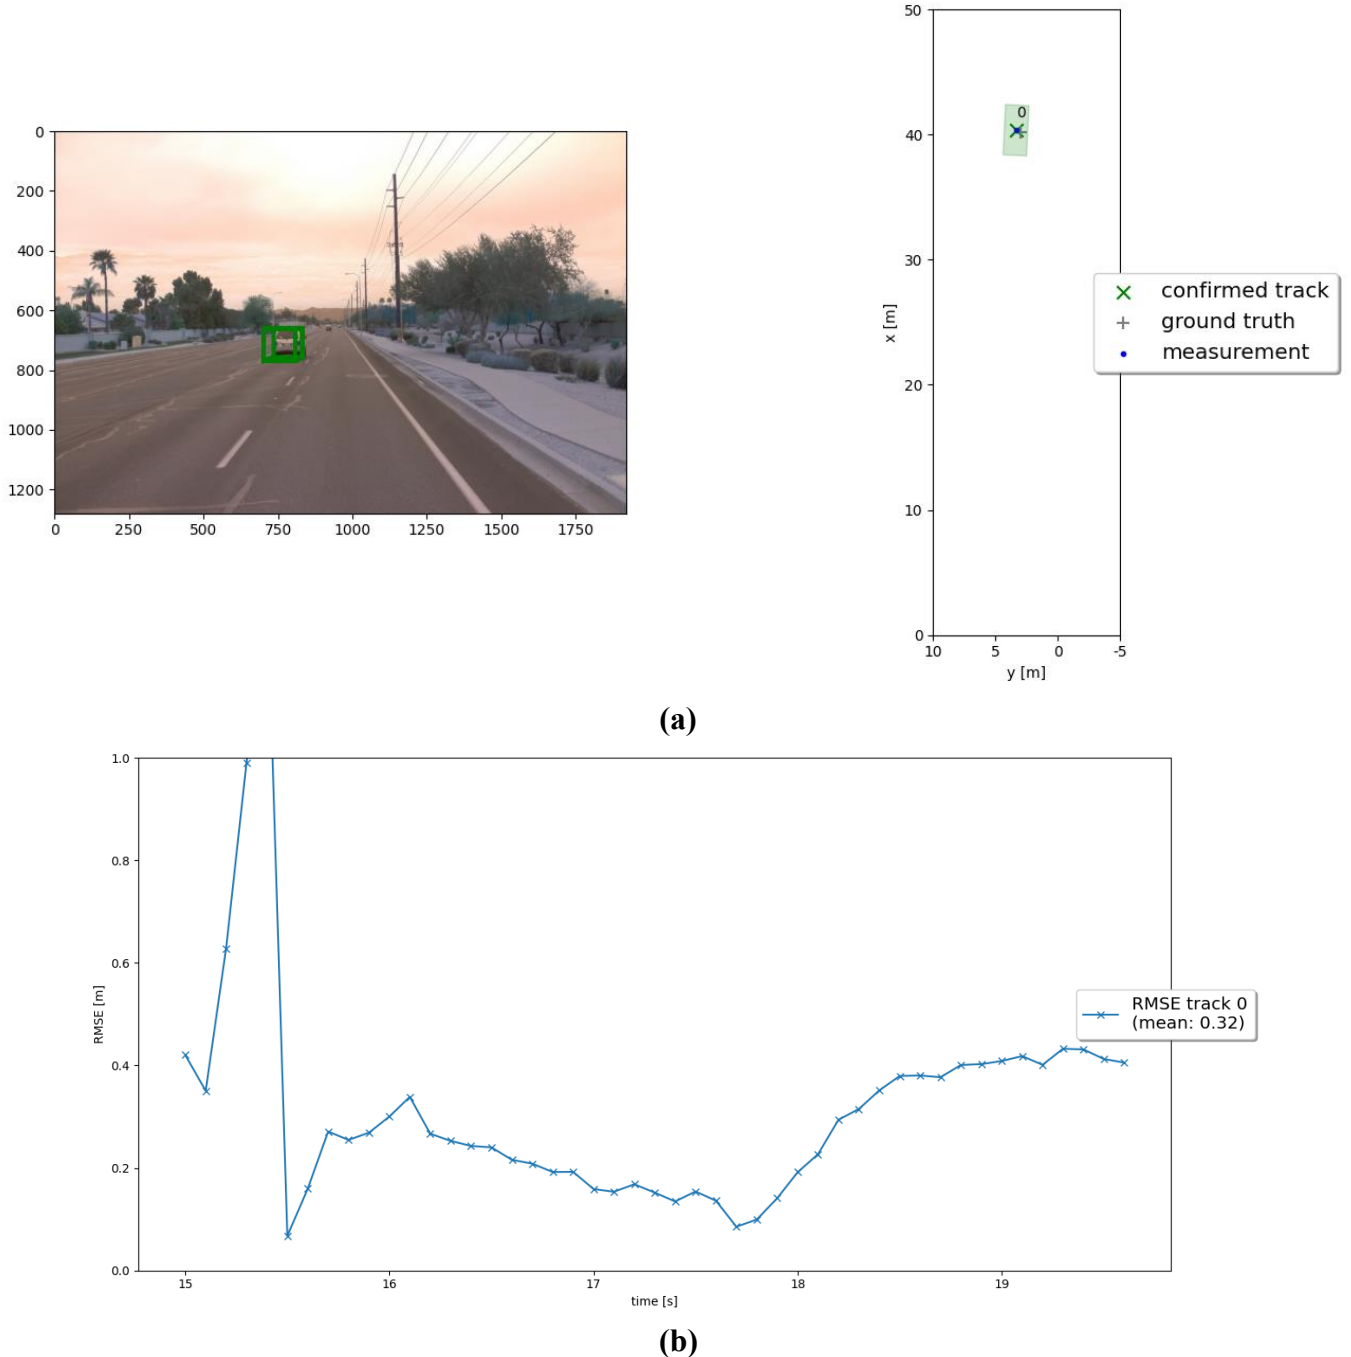 0
200
400
600
800
1000
1200
0 250 500 750 1000 1250 1500 1750
50
40
30
20
10
0
x [m]
0
10 5 0 -5
y [m]
confirmed track
ground truth
measurement
(a)
1.0
0.8
0.6
0.4
0.2
0.0
RMSE [m]
RMSE track 0
(mean: 0.32)
15 16 17 18 19
time [s]
(b)